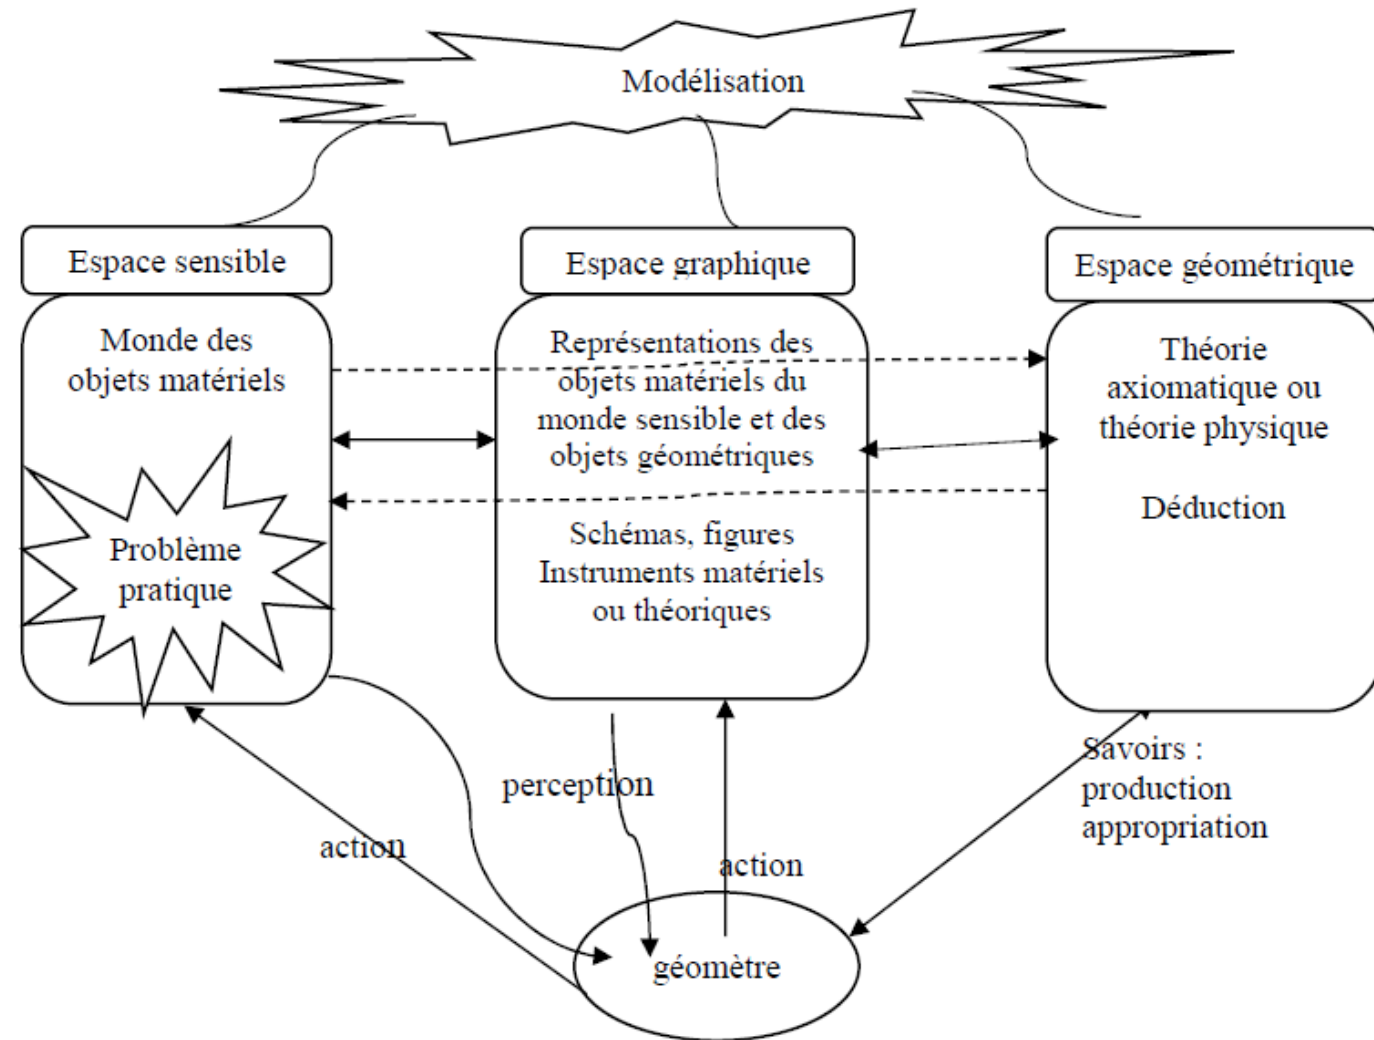 Modélisation
Espace sensible
Espace graphique
Espace géométrique
Monde des
objets matériels
Problème
pratique
Représentations des
objets matériels du
monde sensible et des
objets géométriques
Schémas, figures
Instruments matériels
ou théoriques
Théorie
axiomatique ou
théorie physique
Déduction
perception
action
action
Savoirs :
production
appropriation
géomètre